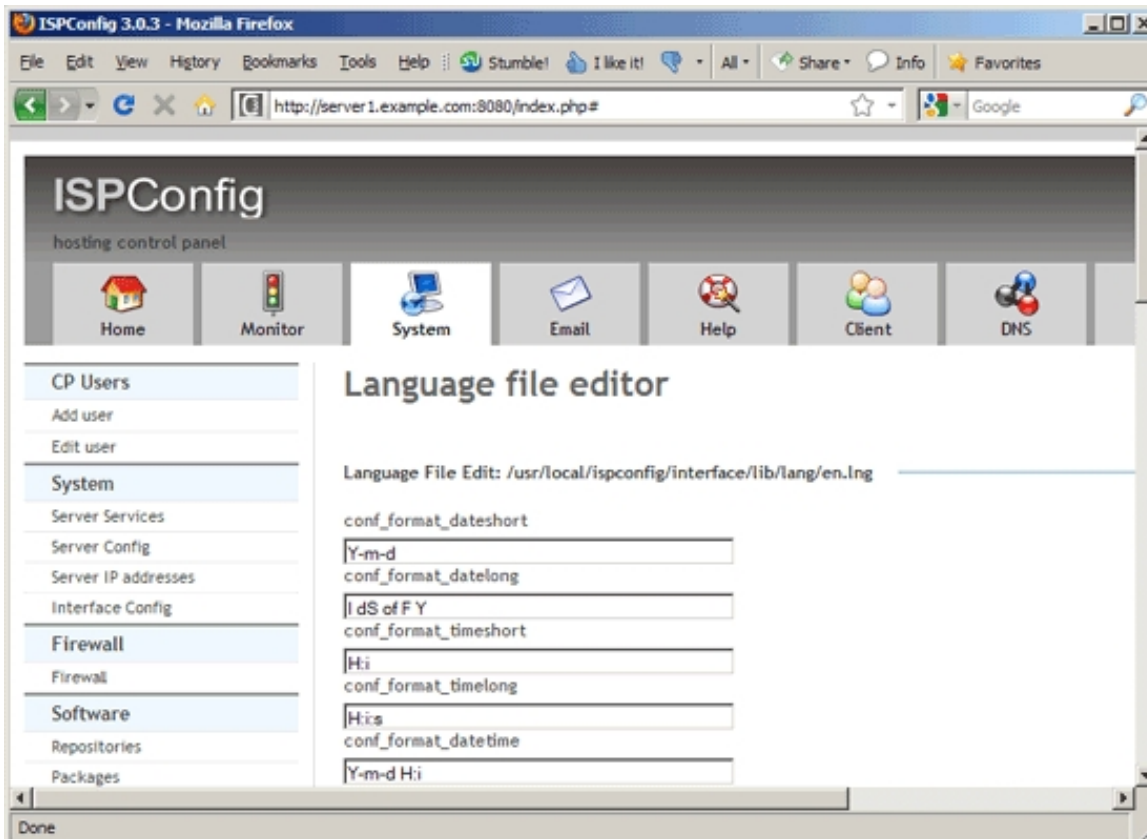 ISPConfig 3.0.3 - Mozilla Firefox
File Edit View History Bookmarks Tools Help Stumble! I like it! All Share Info Favorites
http://server1.example.com:8080/index.php# Google
ISPConfig
hosting control panel
Home Monitor System Email Help Client DNS
CP Users
Add user
Edit user
System
Server Services
Server Config
Server IP addresses
Interface Config
Firewall
Firewall
Software
Repositories
Packages
Language file editor
Language File Edit: /usr/local/ispconfig/interface/lib/lang/en.lng
conf_format_dateshort
Y-m-d
conf_format_datelong
l dS of F Y
conf_format_timeshort
H:i
conf_format_timelong
H:i:s
conf_format_datetime
Y-m-d H:i
Done